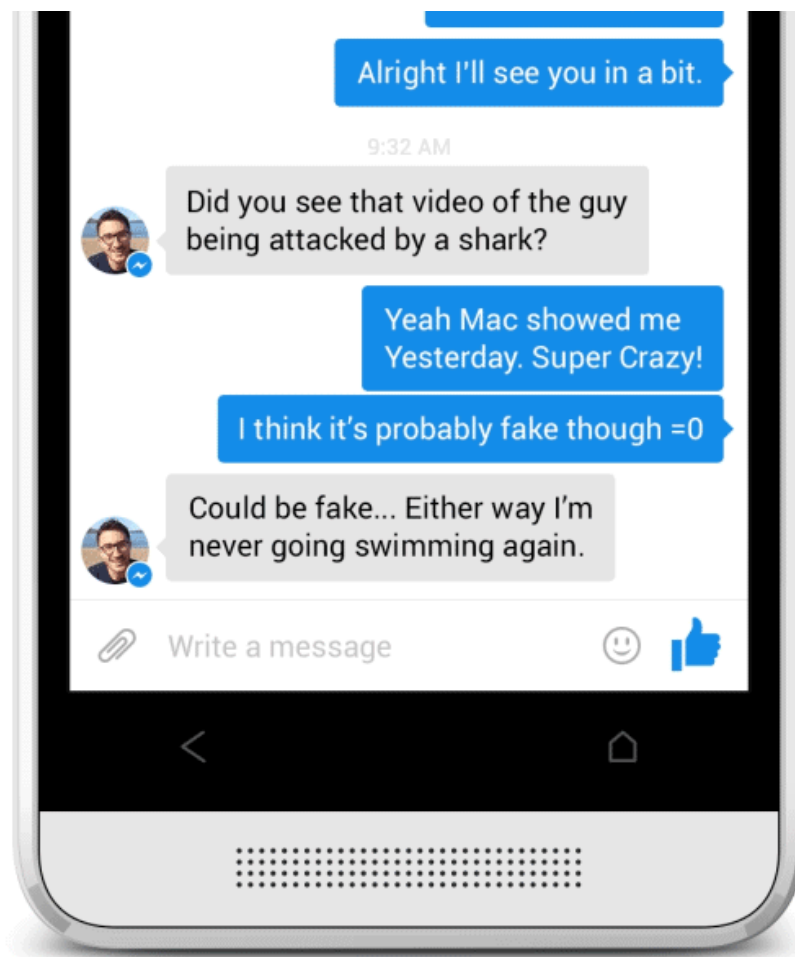 Alright I'll see you in a bit.
9:32 AM
Did you see that video of the guy
being attacked by a shark?
Yeah Mac showed me
Yesterday. Super Crazy!
I think it's probably fake though =0
Could be fake... Either way I'm
never going swimming again.
Write a message